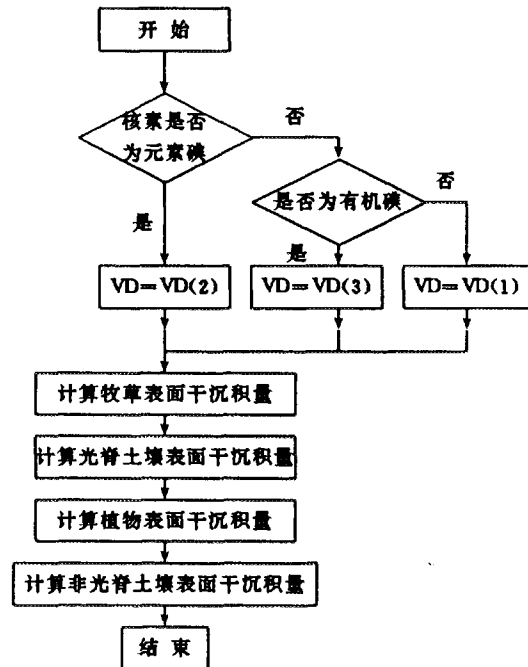 开 始
核素是否
为元素碘
否
是否为有机碘
否
是
是
VD=VD(2)
VD=VD(3)
VD=VD(1)
计算牧草表面干沉积量
计算光脊土壤表面干沉积量
计算植物表面干沉积量
计算非光脊土壤表面干沉积量
结 束